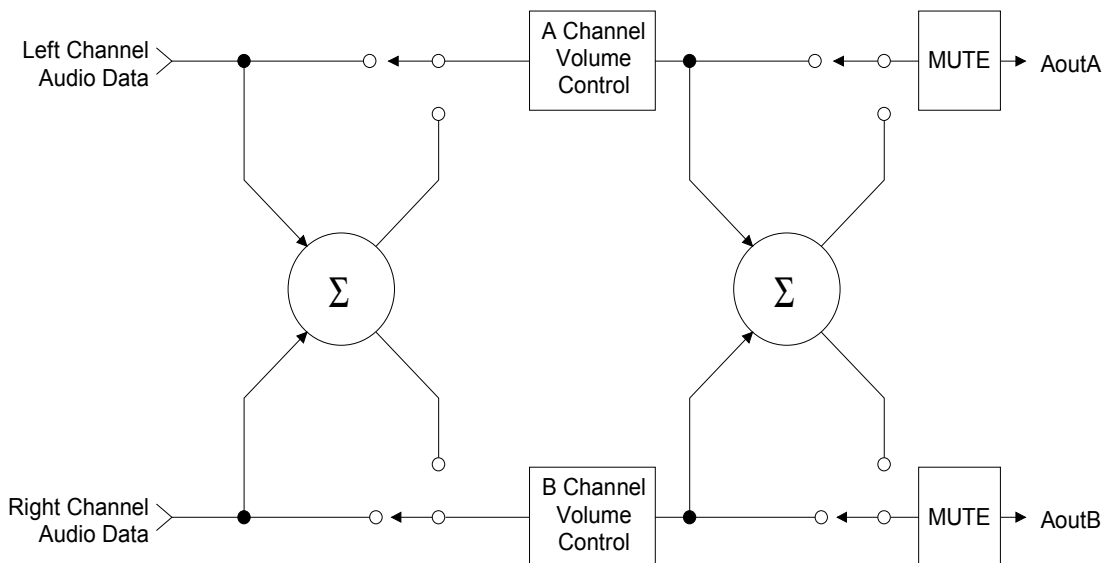 Left Channel
Audio Data
A Channel
Volume
Control
MUTE
AoutA
Σ
Σ
Right Channel
Audio Data
B Channel
Volume
Control
MUTE
AoutB